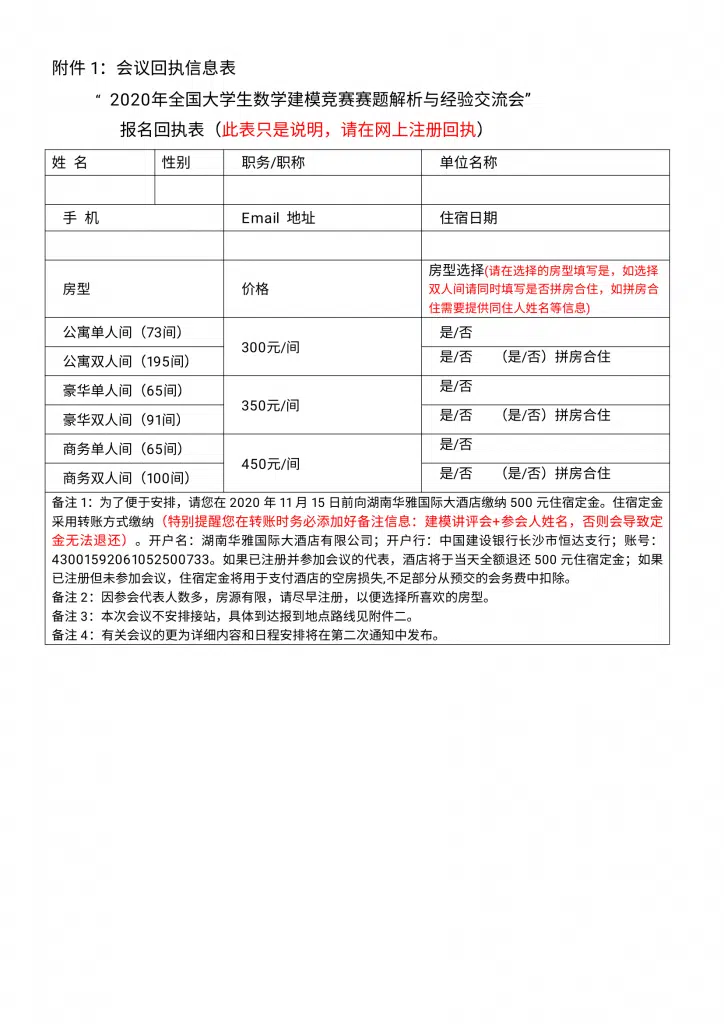 附件 1：会议回执信息表
“ 2020年全国大学生数学建模竞赛赛题解析与经验交流会”
报名回执表（此表只是说明，请在网上注册回执）
姓 名 性别 职务/职称 单位名称
手 机 Email 地址 住宿日期
房型 价格 房型选择(请在选择的房型填写是，如选择
双人间请同时填写是否拼房合住，如拼房合
住需要提供同住人姓名等信息)
公寓单人间（73间） 300元/间 是/否
公寓双人间（195间） 是/否 （是/否）拼房合住
豪华单人间（65间） 350元/间 是/否
豪华双人间（91间） 是/否 （是/否）拼房合住
商务单人间（65间） 450元/间 是/否
商务双人间（100间） 是/否 （是/否）拼房合住
备注 1：为了便于安排，请您在 2020 年 11 月 15 日前向湖南华雅国际大酒店缴纳 500 元住宿定金。住宿定金
采用转账方式缴纳（特别提醒您在转账时务必添加好备注信息：建模讲评会+参会人姓名，否则会导致定
金无法退还）。开户名：湖南华雅国际大酒店有限公司；开户行：中国建设银行长沙市恒达支行；账号：
43001592061052500733。如果已注册并参加会议的代表，酒店将于当天全额退还 500 元住宿定金；如果
已注册但未参加会议，住宿定金将用于支付酒店的空房损失,不足部分从预交的会务费中扣除。
备注 2：因参会代表人数多，房源有限，请尽早注册，以便选择所喜欢的房型。
备注 3：本次会议不安排接站，具体到达报到地点路线见附件二。
备注 4：有关会议的更为详细内容和日程安排将在第二次通知中发布。